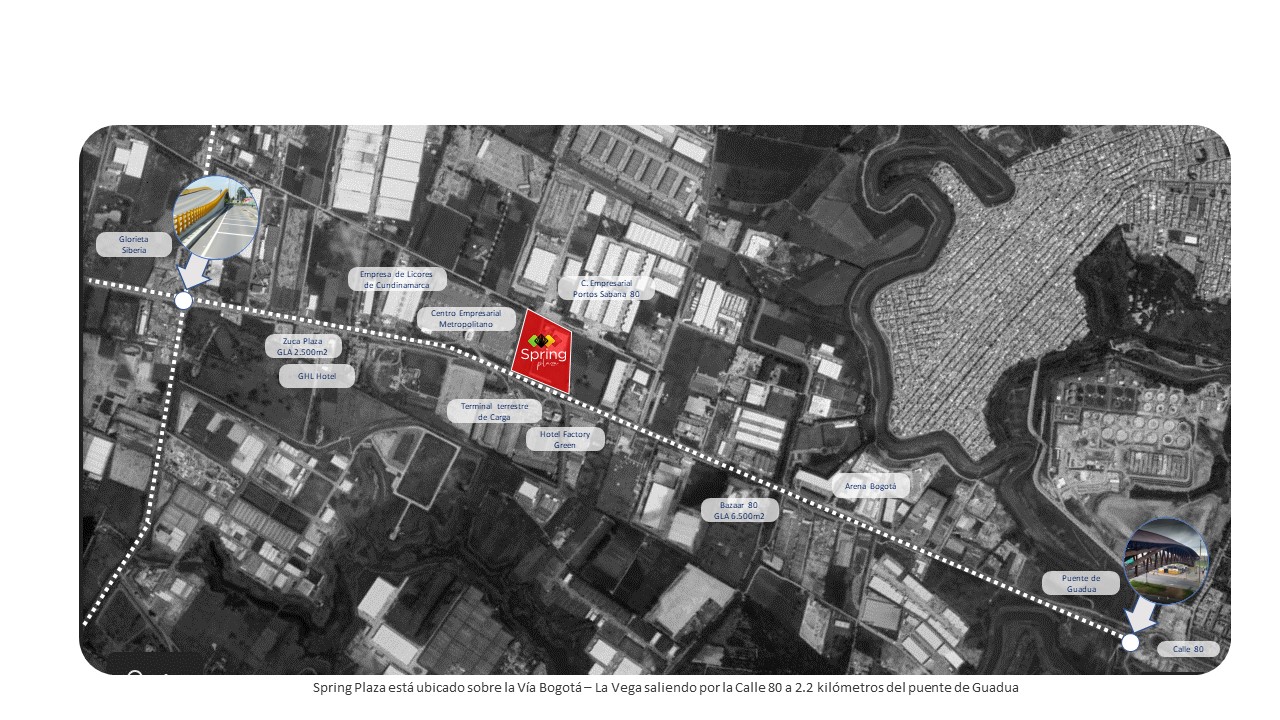 Glorieta
Siberia
Empresa de Licores
de Cundinamarca
C. Empresarial
Portos Sabana 80
Centro Empresarial
Metropolitano
Zuca Plaza
GLA 2.500m2
GHL Hotel
Spring
plaza
Terminal terrestre
de Carga
Hotel Factory
Green
Arena Bogotá
Bazaar 80
GLA 6.500m2
Puente de
Guadua
Calle 80
Spring Plaza está ubicado sobre la Vía Bogotá – La Vega saliendo por la Calle 80 a 2.2 kilómetros del puente de Guadua